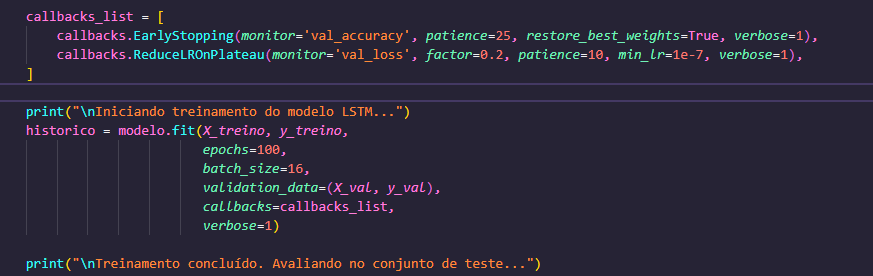 callbacks_list = [
    callbacks.EarlyStopping(monitor='val_accuracy', patience=25, restore_best_weights=True, verbose=1),
    callbacks.ReduceLROnPlateau(monitor='val_loss', factor=0.2, patience=10, min_lr=1e-7, verbose=1),
]
print("\nIniciando treinamento do modelo LSTM...")
historico = modelo.fit(X_treino, y_treino,
                       epochs=100,
                       batch_size=16,
                       validation_data=(X_val, y_val),
                       callbacks=callbacks_list,
                       verbose=1)
print("\nTreinamento concluído. Avaliando no conjunto de teste...")